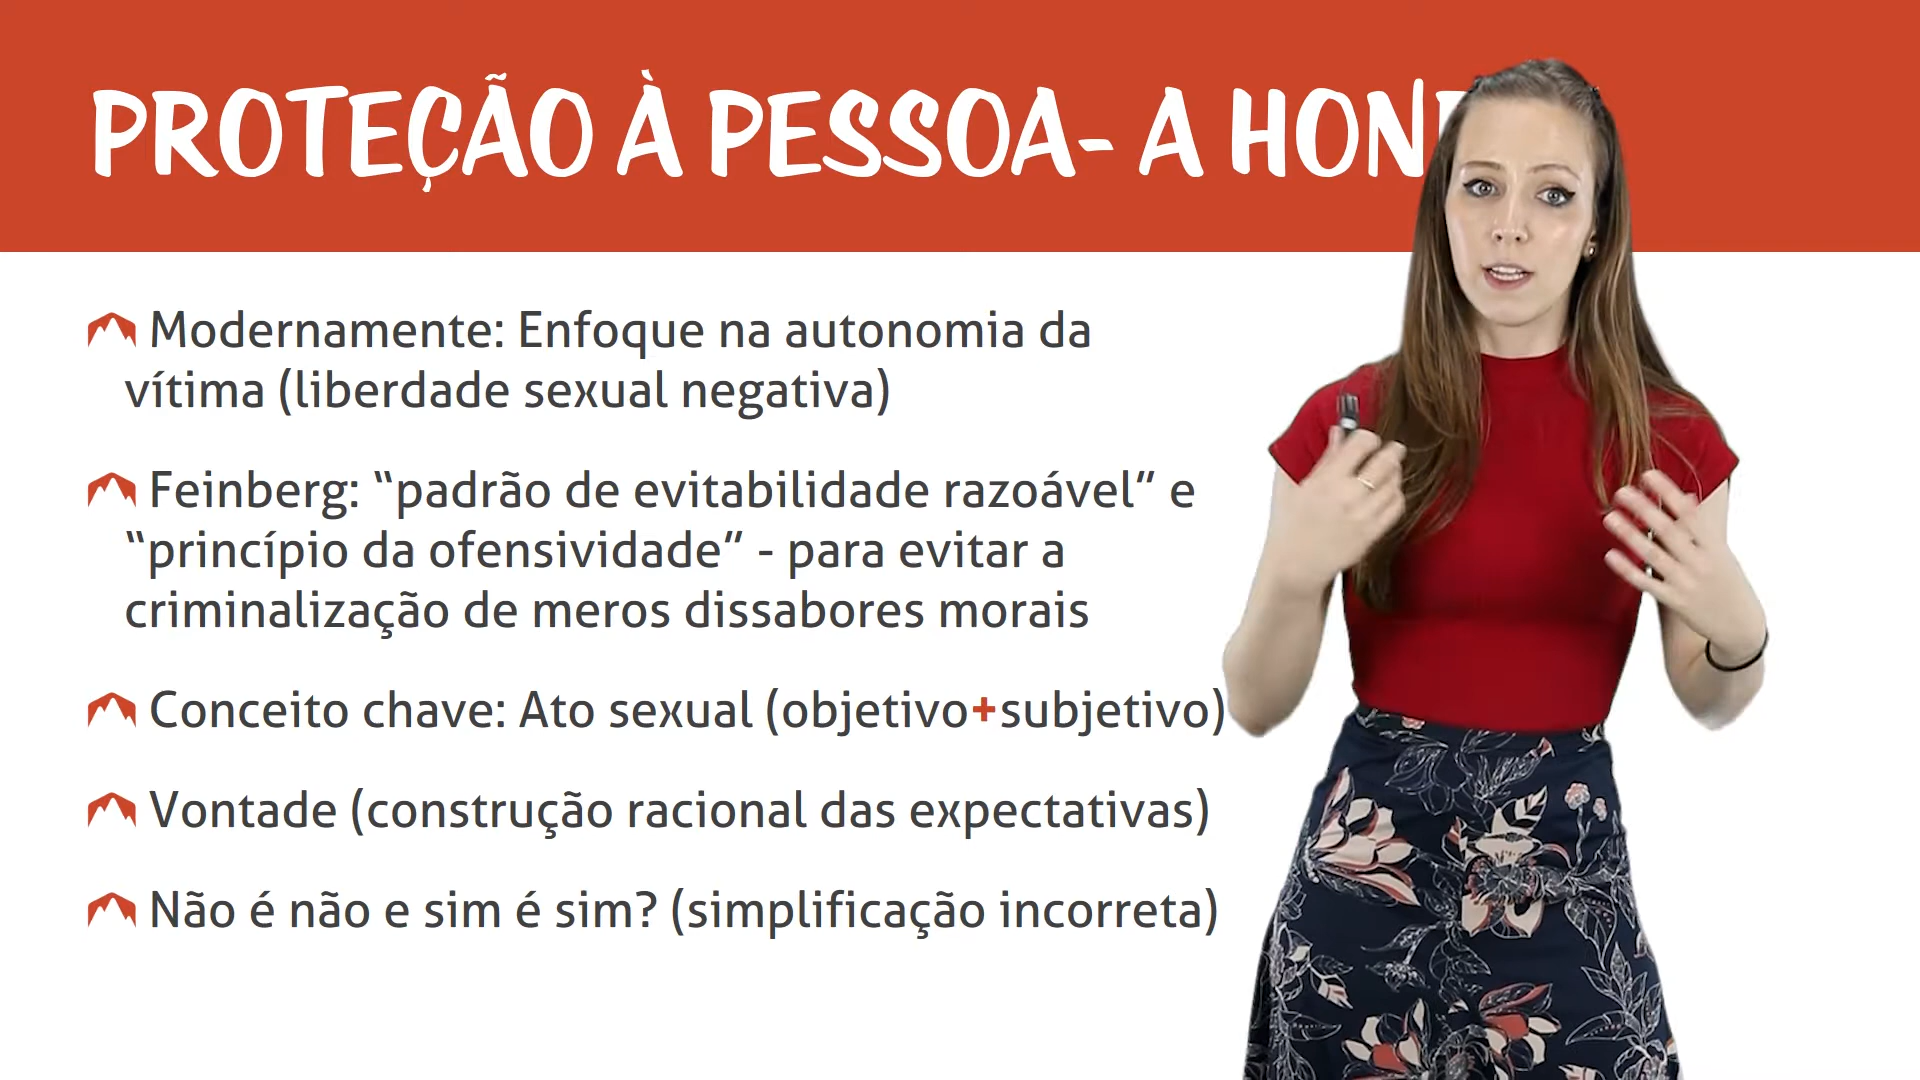 PROTEÇÃO À PESSOA- A
Modernamente: Enfoque na autonomia da
vítima (liberdade sexual negativa)
Feinberg: “padrão de evitabilidade razoável” e
“princípio da ofensividade” - para evitar a
criminalização de meros dissabores morais
Conceito chave: Ato sexual (objetivo+subjetivo)
Vontade (construção racional das expectativas)
Não é não e sim é sim? (simplificação incorreta)